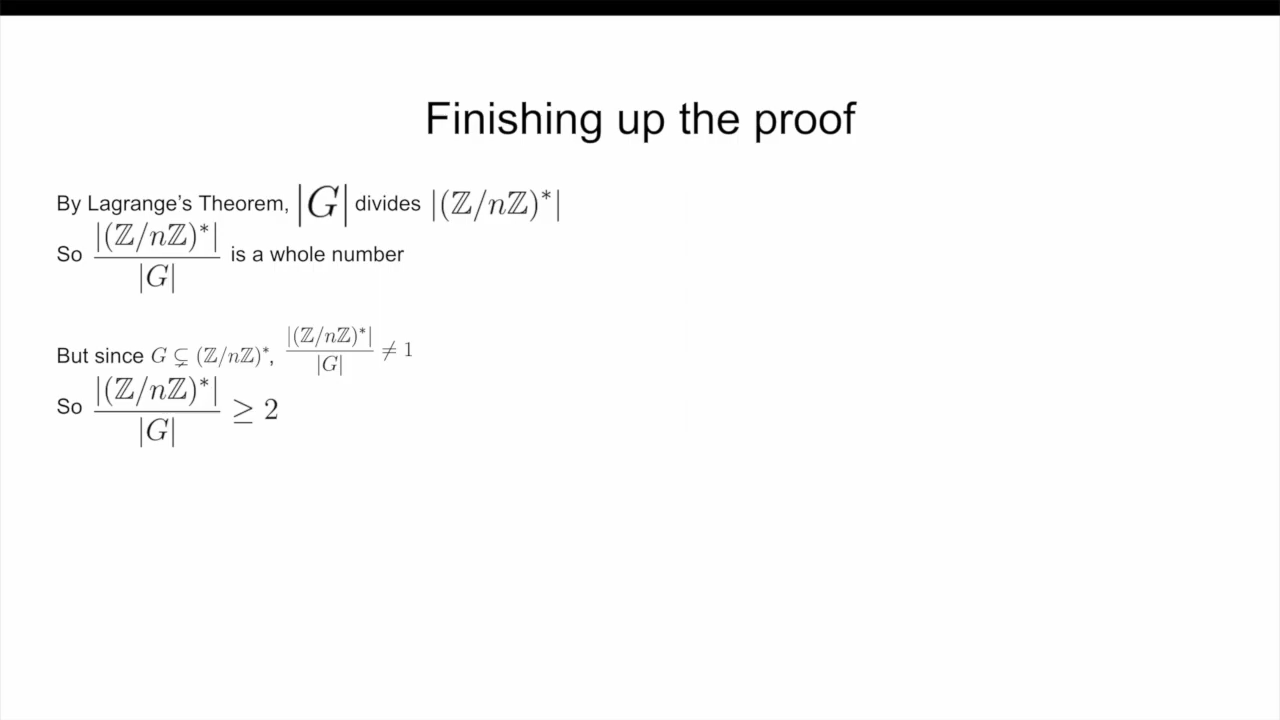 Finishing up the proof
By Lagrange's Theorem, |G| divides |(ℤ/nℤ)*|
So |(ℤ/nℤ)*| / |G| is a whole number
But since G ⊊ (ℤ/nℤ)*, |(ℤ/nℤ)*| / |G| ≠ 1
So |(ℤ/nℤ)*| / |G| ≥ 2